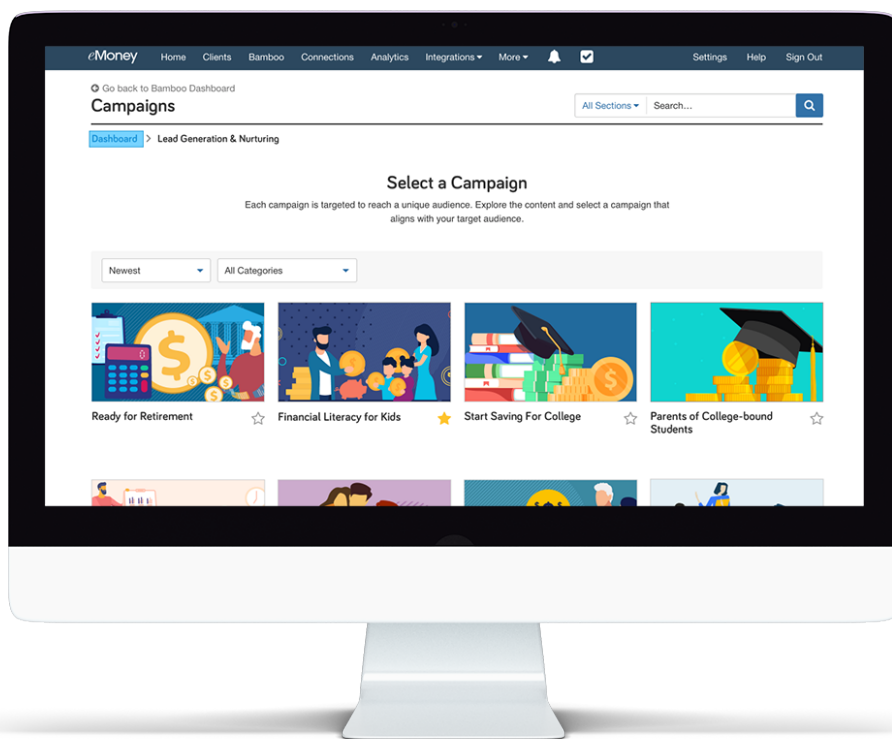 eMoney Home Clients Bamboo Connections Analytics Integrations More Settings Help Sign Out
Go back to Bamboo Dashboard
Campaigns
All Sections Search...
Dashboard > Lead Generation & Nurturing
Select a Campaign
Each campaign is targeted to reach a unique audience. Explore the content and select a campaign that
aligns with your target audience.
Newest All Categories
Ready for Retirement
Financial Literacy for Kids
Start Saving For College
Parents of College-bound
Students